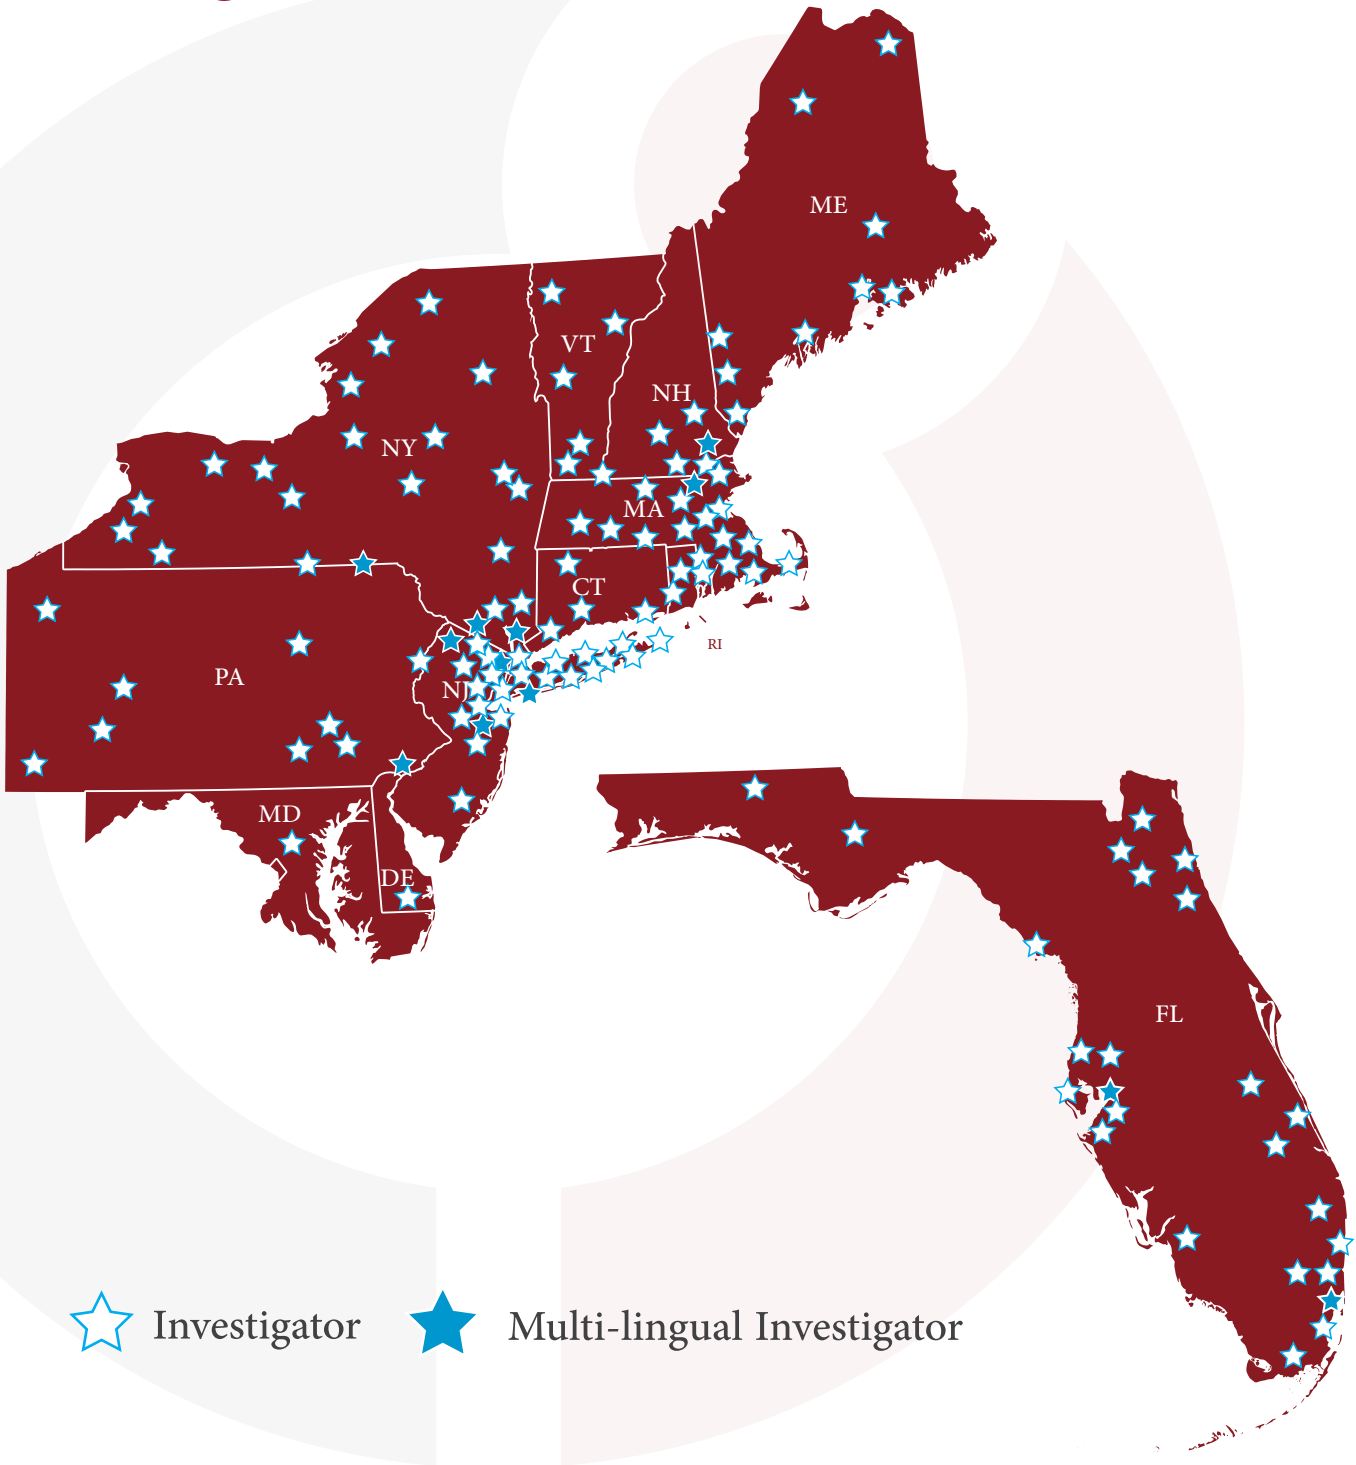 ME
VT
NH
NY
MA
CT
RI
PA
NJ
MD
DE
FL
Investigator
Multi-lingual Investigator